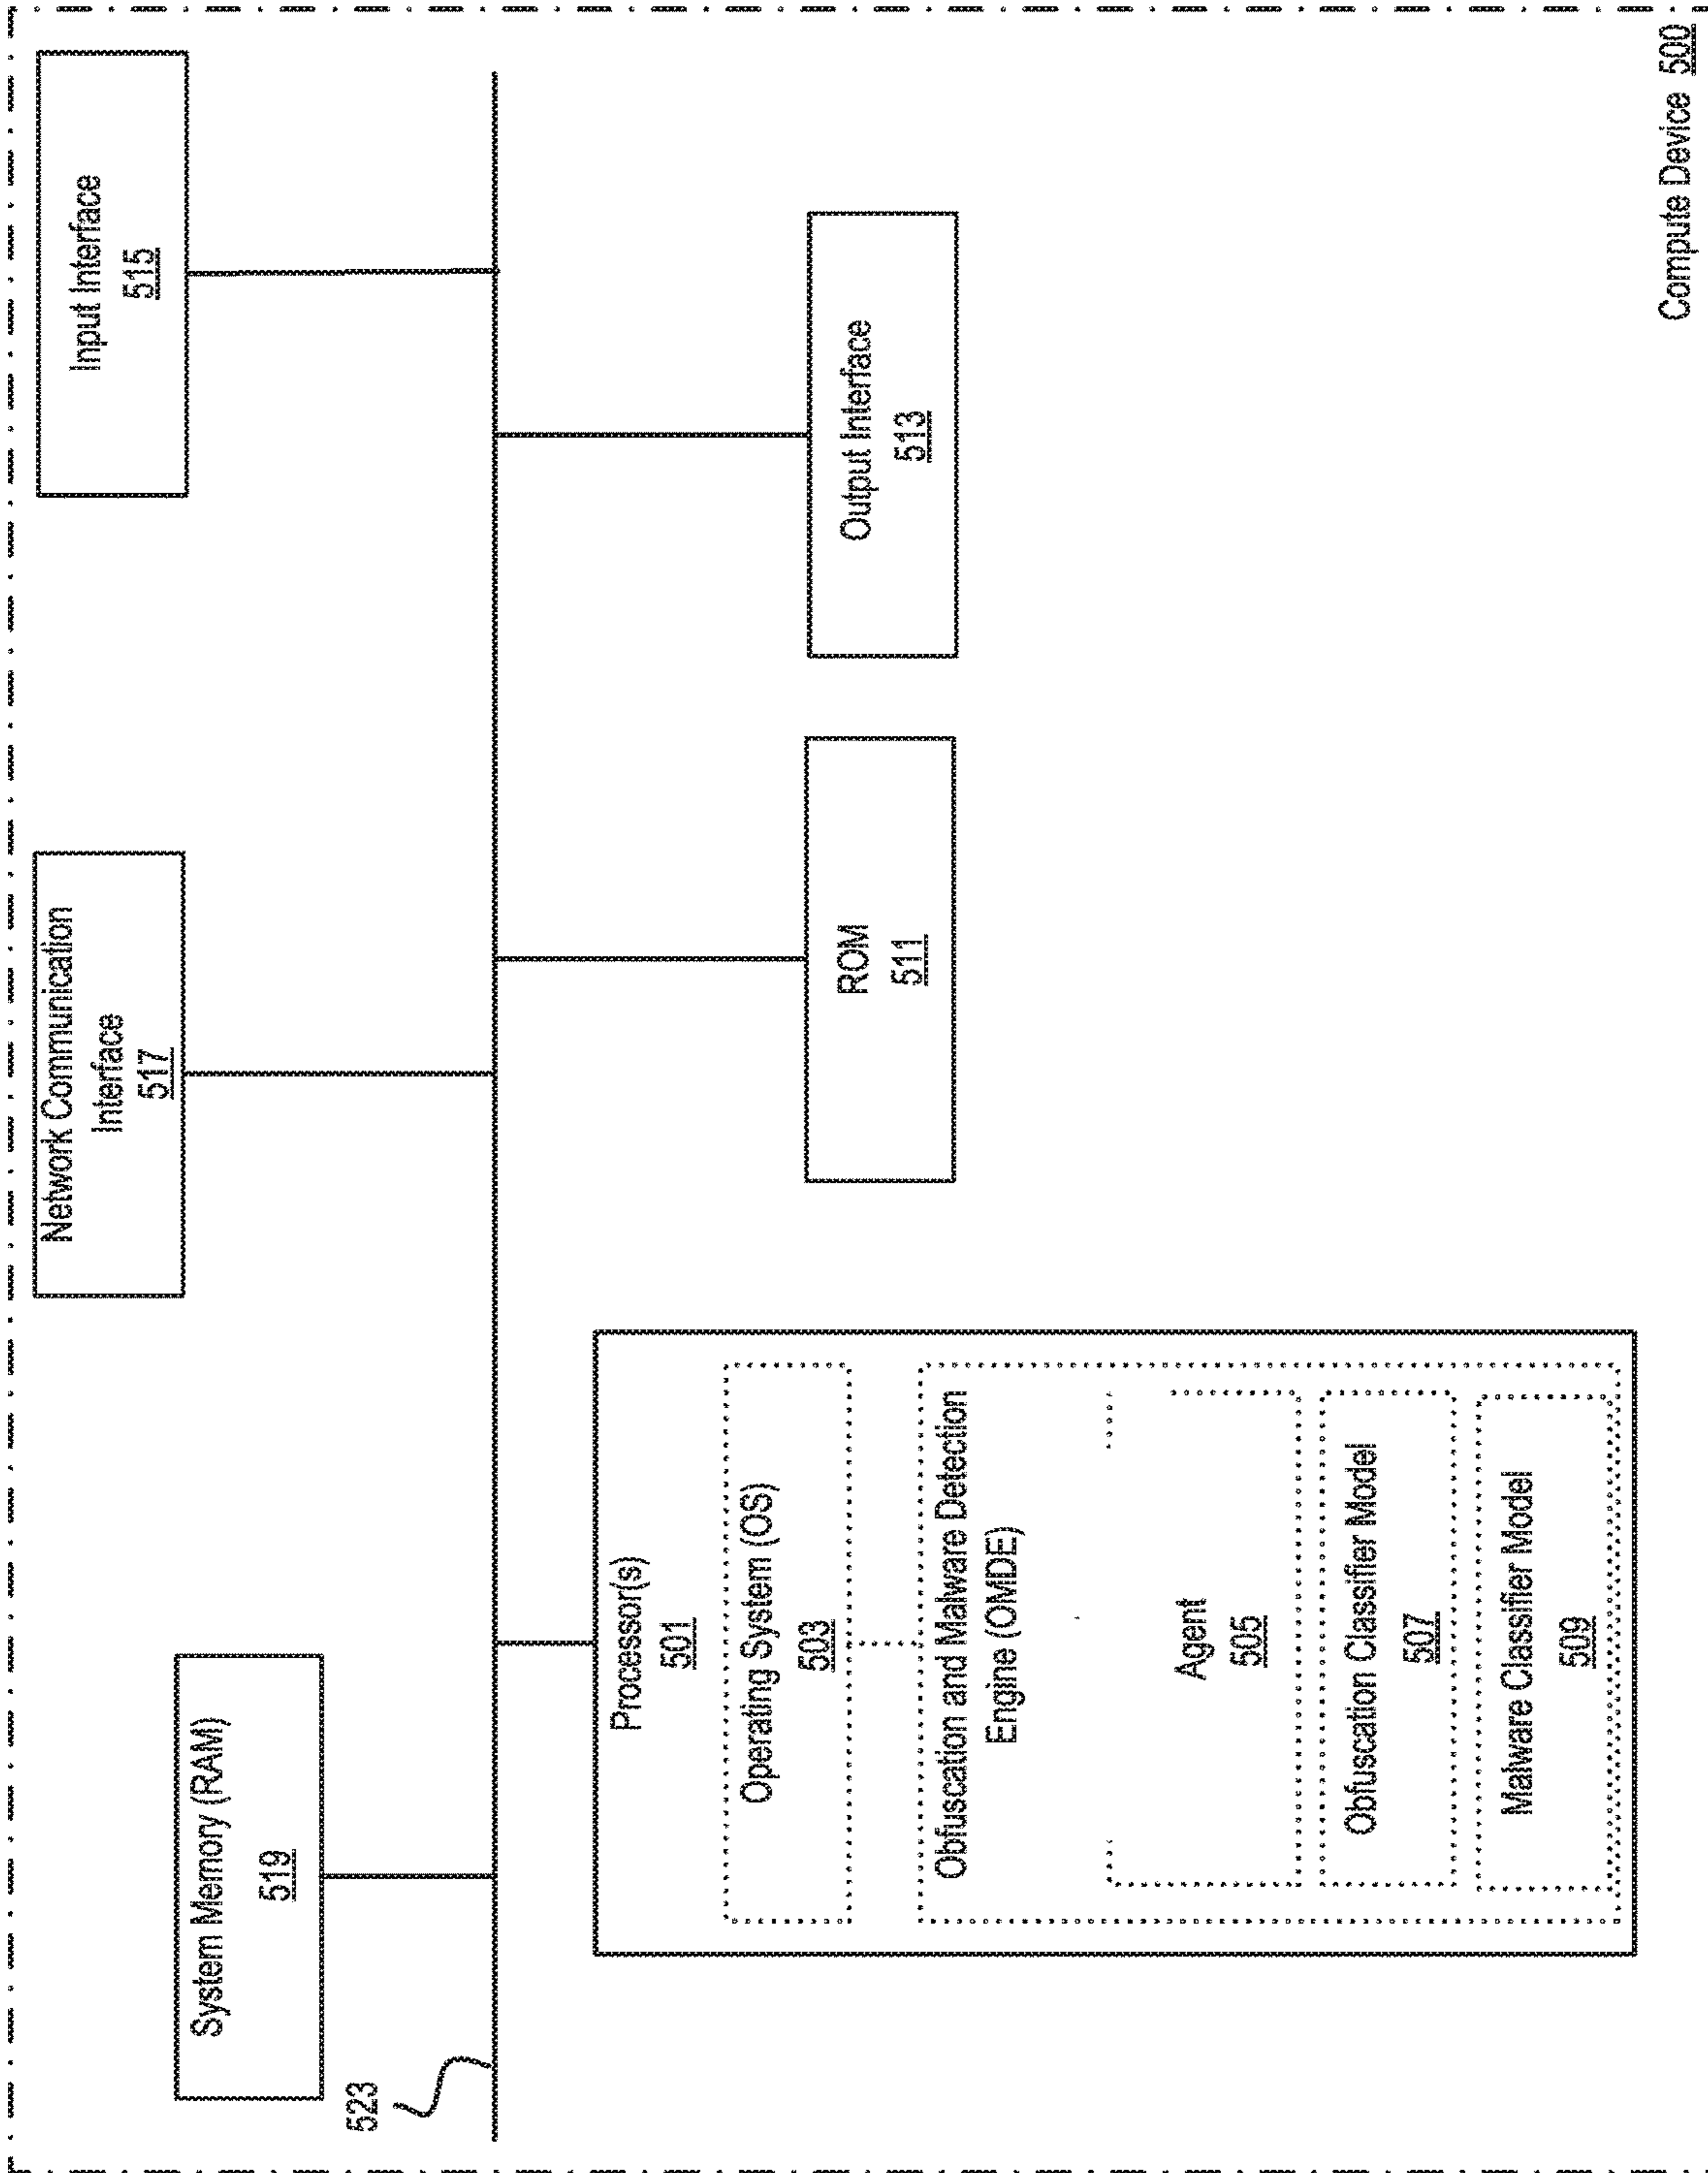 System Memory (RAM)
519
Network Communication
Interface
517
Input Interface
515
523
Processor(s)
501
Operating System (OS)
503
Obfuscation and Malware Detection
Engine (OMDE)
Agent
505
Obfuscation Classifier Model
507
Malware Classifier Model
509
ROM
511
Output Interface
513
Compute Device 500